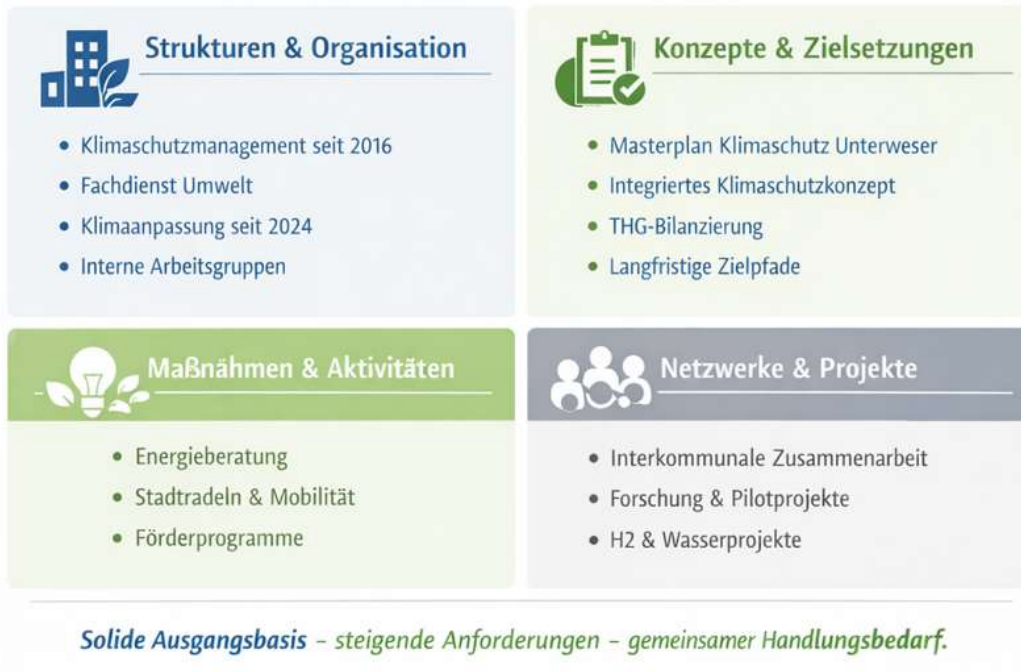 Strukturen & Organisation
• Klimaschutzmanagement seit 2016
• Fachdienst Umwelt
• Klimaanpassung seit 2024
• Interne Arbeitsgruppen
Konzepte & Zielsetzungen
• Masterplan Klimaschutz Unterweser
• Integriertes Klimaschutzkonzept
• THG-Bilanzierung
• Langfristige Zielpfade
Maßnähmen & Aktivitäten
• Energieberatung
• Stadtradeln & Mobilität
• Förderprogramme
Netzwerke & Projekte
• Interkommunale Zusammenarbeit
• Forschung & Pilotprojekte
• H2 & Wasserprojekte
Solide Ausgangsbasis – steigende Anforderungen – gemeinsamer Handlungsbedarf.